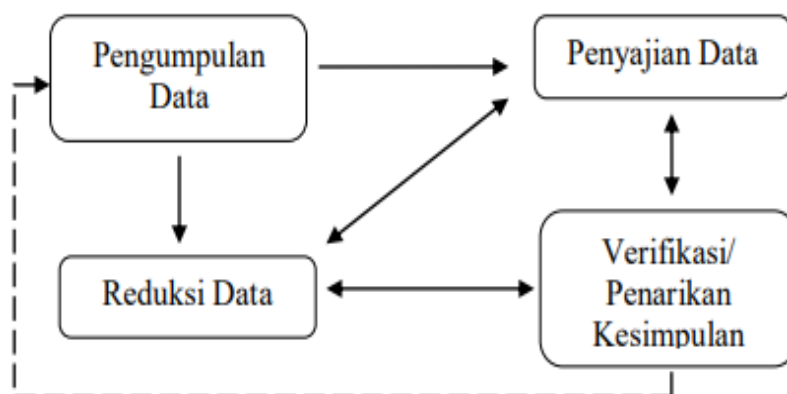 Pengumpulan
Data
Penyajian Data
Reduksi Data
Verifikasi/
Penarikan
Kesimpulan